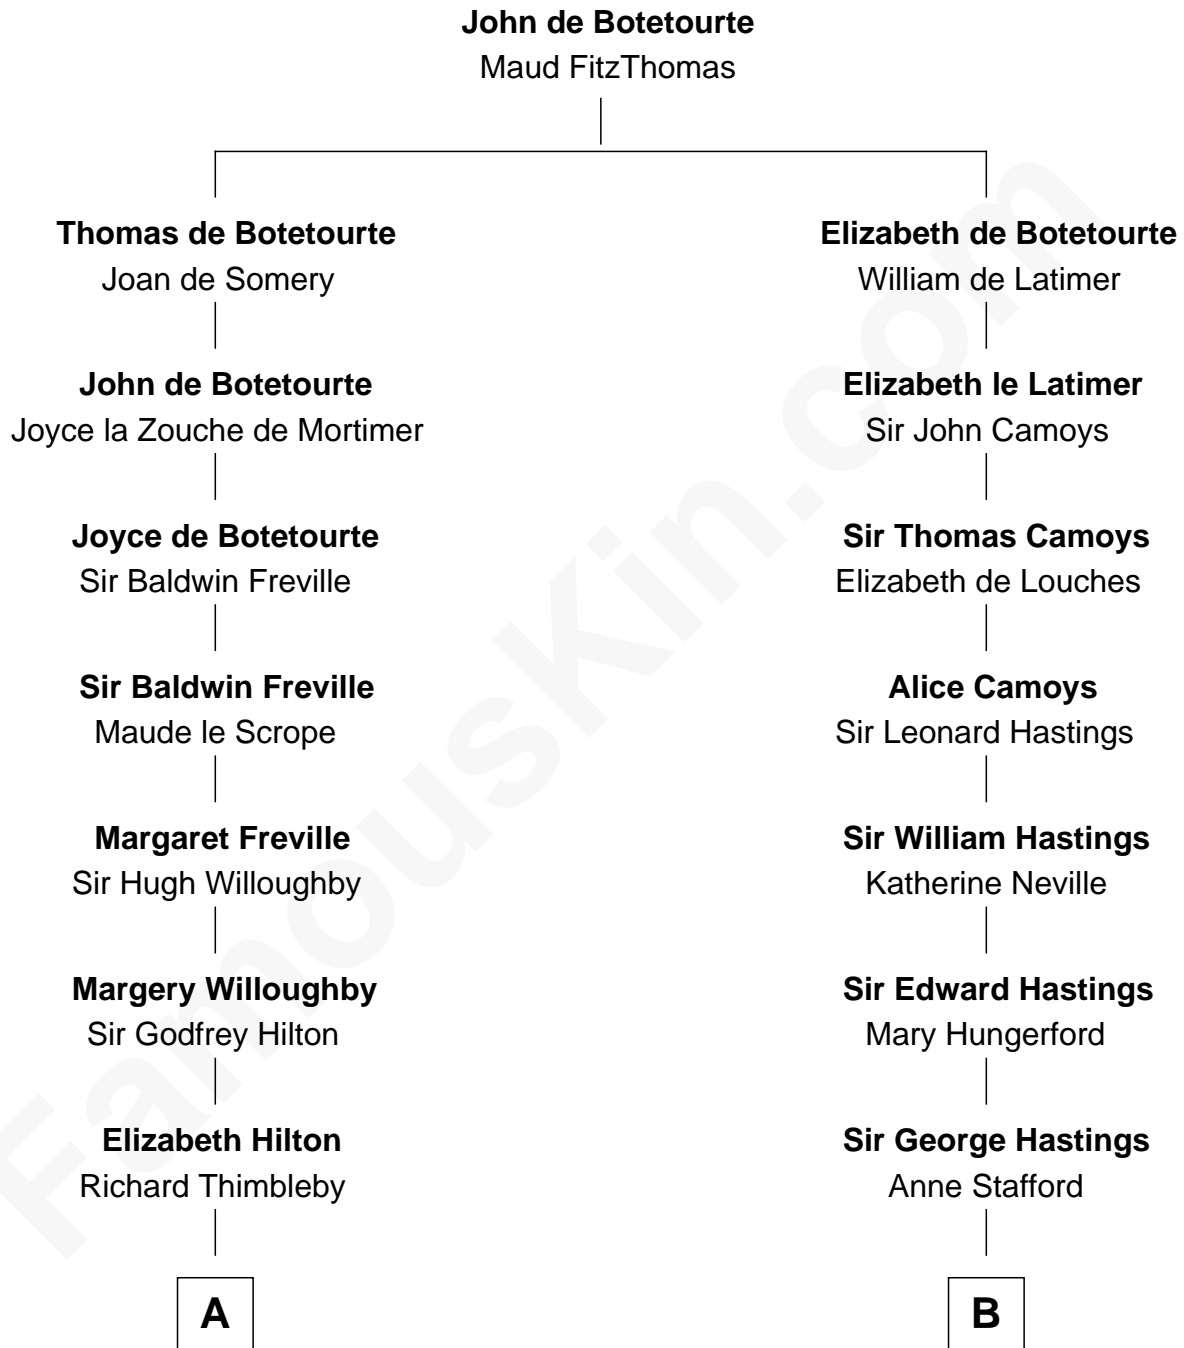 John de Botetourte
Maud FitzThomas
Thomas de Botetourte
Joan de Somery
Elizabeth de Botetourte
William de Latimer
John de Botetourte
Joyce la Zouche de Mortimer
Elizabeth le Latimer
Sir John Camoys
Joyce de Botetourte
Sir Baldwin Freville
Sir Thomas Camoys
Elizabeth de Louches
Sir Baldwin Freville
Maude le Scrope
Alice Camoys
Sir Leonard Hastings
Margaret Freville
Sir Hugh Willoughby
Sir William Hastings
Katherine Neville
Margery Willoughby
Sir Godfrey Hilton
Sir Edward Hastings
Mary Hungerford
Elizabeth Hilton
Richard Thimbleby
Sir George Hastings
Anne Stafford
A
B
FamousKin.com